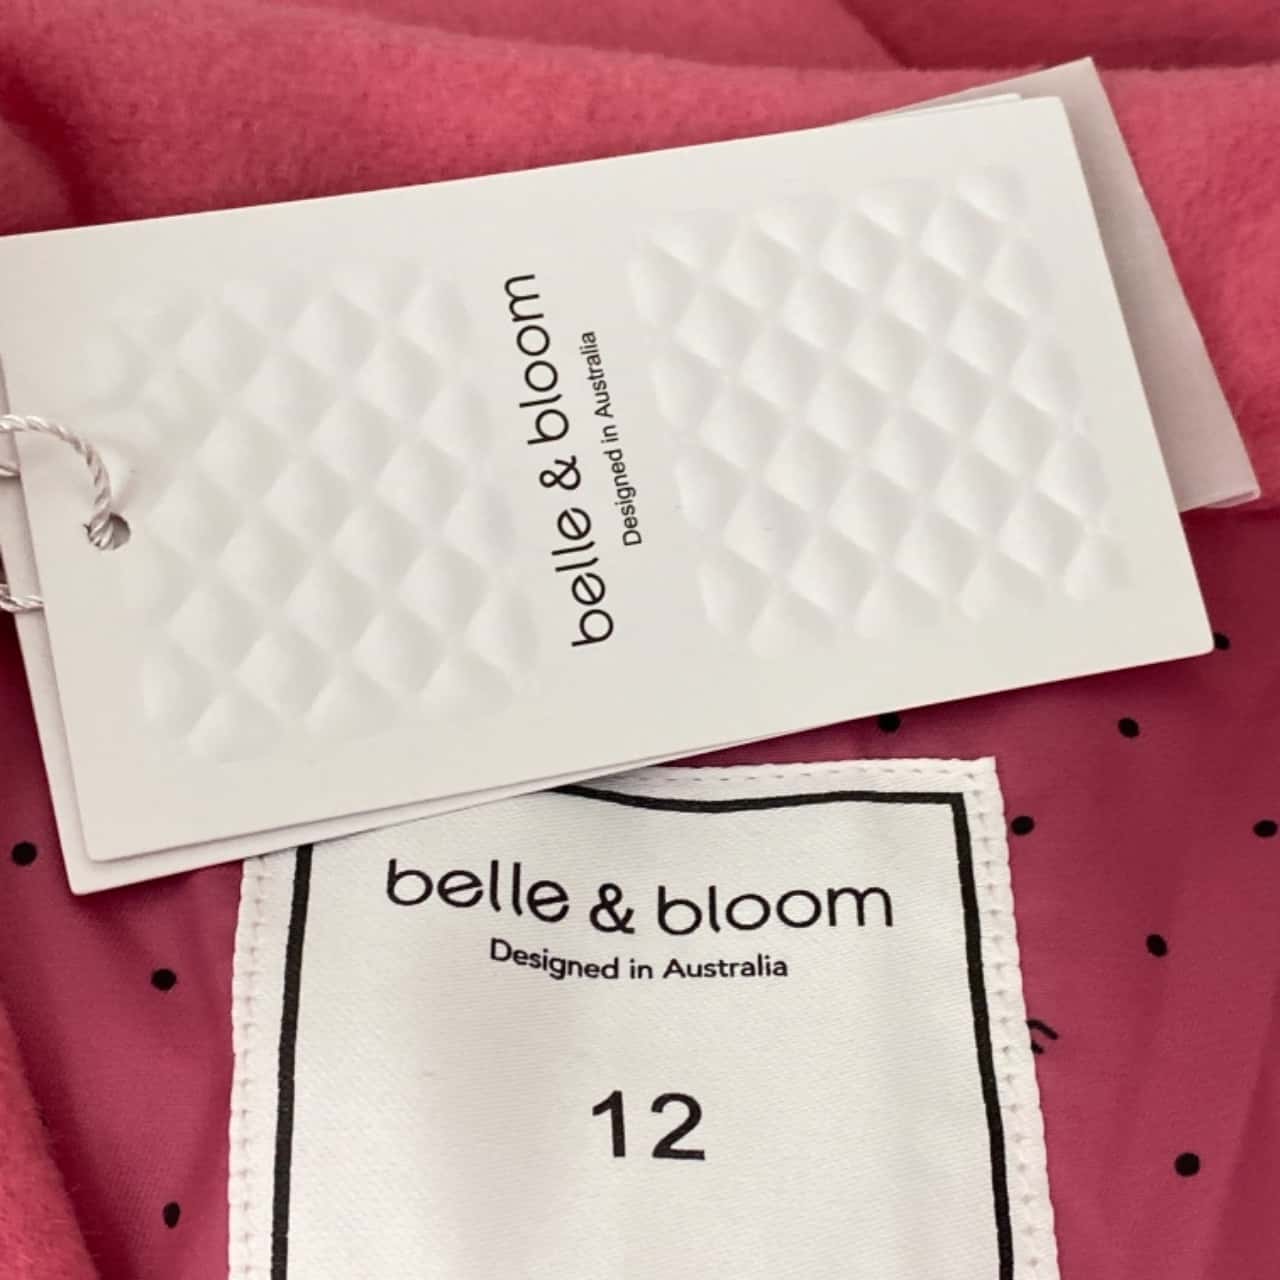 belle & bloom
Designed in Australia
belle & bloom
Designed in Australia
12